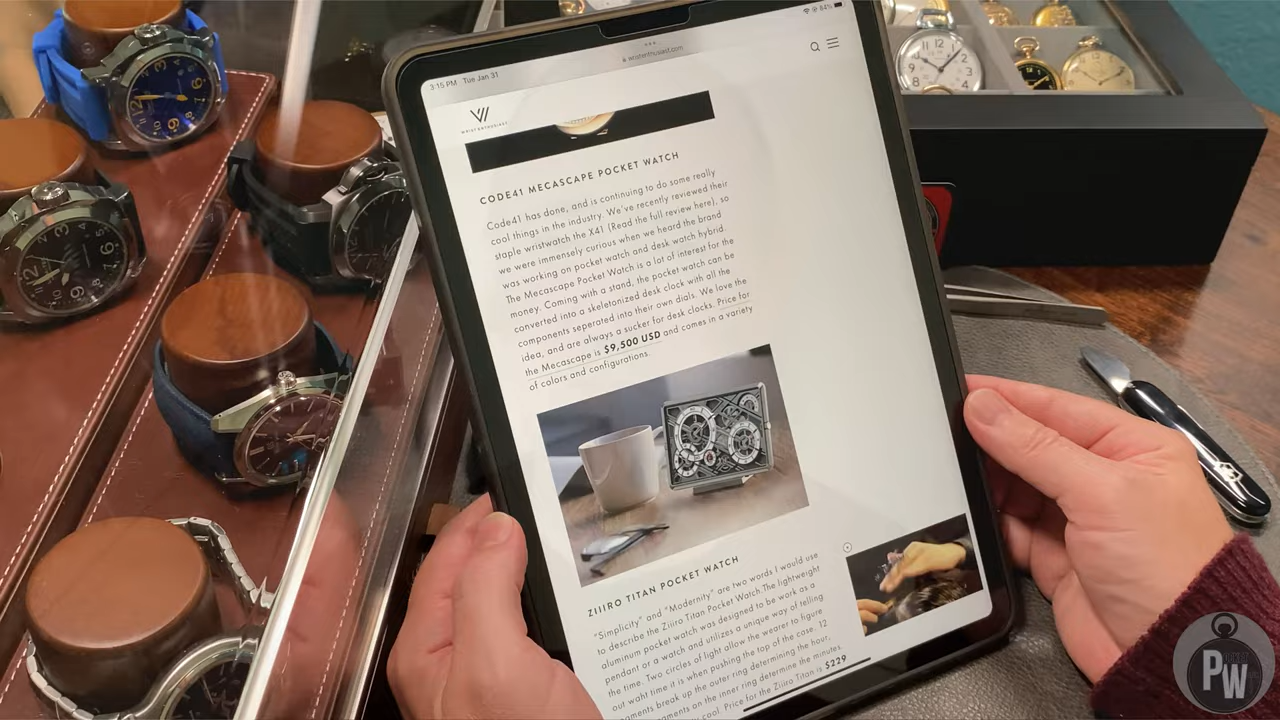 3:15 PM Tue Jan 31
84%
wristenthusiast.com
WRISTENTHUSIAST
CODE41 MECASCAPE POCKET WATCH
Code41 has done, and is continuing to do some really
cool things in the industry. We've recently reviewed their
staple wristwatch the X41 (Read the full review here), so
we were immensely curious when we heard the brand
was working on pocket watch and desk watch hybrid.
The Mecascape Pocket Watch is a lot of interest for the
money. Coming with a stand, the pocket watch can be
converted into a skeletonized desk clock with all the
components seperated into their own dials. We love the
idea, and are always a sucker for desk clocks. Price for
the Mecascape is $9,500 USD and comes in a variety
of colors and configurations.
ZIIIRO TITAN POCKET WATCH
"Simplicity" and "Modernity" are two words I would use
to describe the Ziiiro Titan Pocket Watch.The lightweight
aluminum pocket watch was designed to be work as a
pendant or a watch and utilizes a unique way of telling
the time. Two circles of light allow the wearer to figure
out waht time it is when pushing the top of the case. 12
segments break up the outer ring determining the hour,
on the inner ring determine the minutes.
cool. Price for the Ziiiro Titan is $229
PW